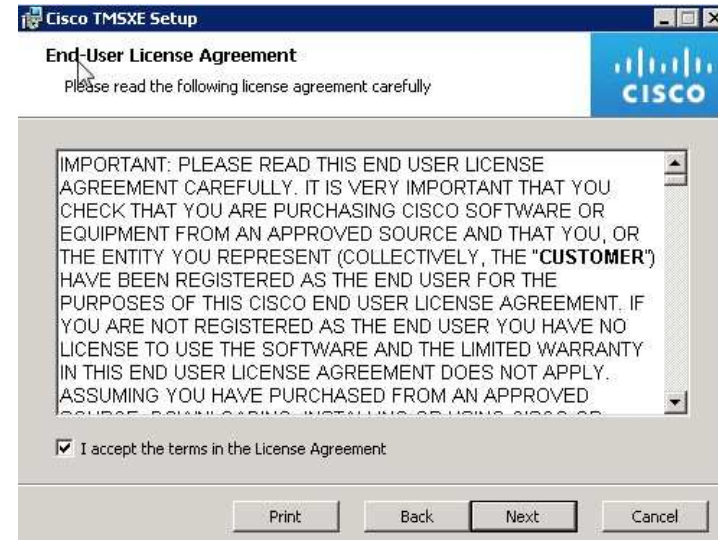 Cisco TMSXE Setup
End-User License Agreement
Please read the following license agreement carefully
CISCO
IMPORTANT: PLEASE READ THIS END USER LICENSE
AGREEMENT CAREFULLY. IT IS VERY IMPORTANT THAT YOU
CHECK THAT YOU ARE PURCHASING CISCO SOFTWARE OR
EQUIPMENT FROM AN APPROVED SOURCE AND THAT YOU, OR
THE ENTITY YOU REPRESENT (COLLECTIVELY, THE "CUSTOMER")
HAVE BEEN REGISTERED AS THE END USER FOR THE
PURPOSES OF THIS CISCO END USER LICENSE AGREEMENT. IF
YOU ARE NOT REGISTERED AS THE END USER YOU HAVE NO
LICENSE TO USE THE SOFTWARE AND THE LIMITED WARRANTY
IN THIS END USER LICENSE AGREEMENT DOES NOT APPLY.
ASSUMING YOU HAVE PURCHASED FROM AN APPROVED
I accept the terms in the License Agreement
Print Back Next Cancel